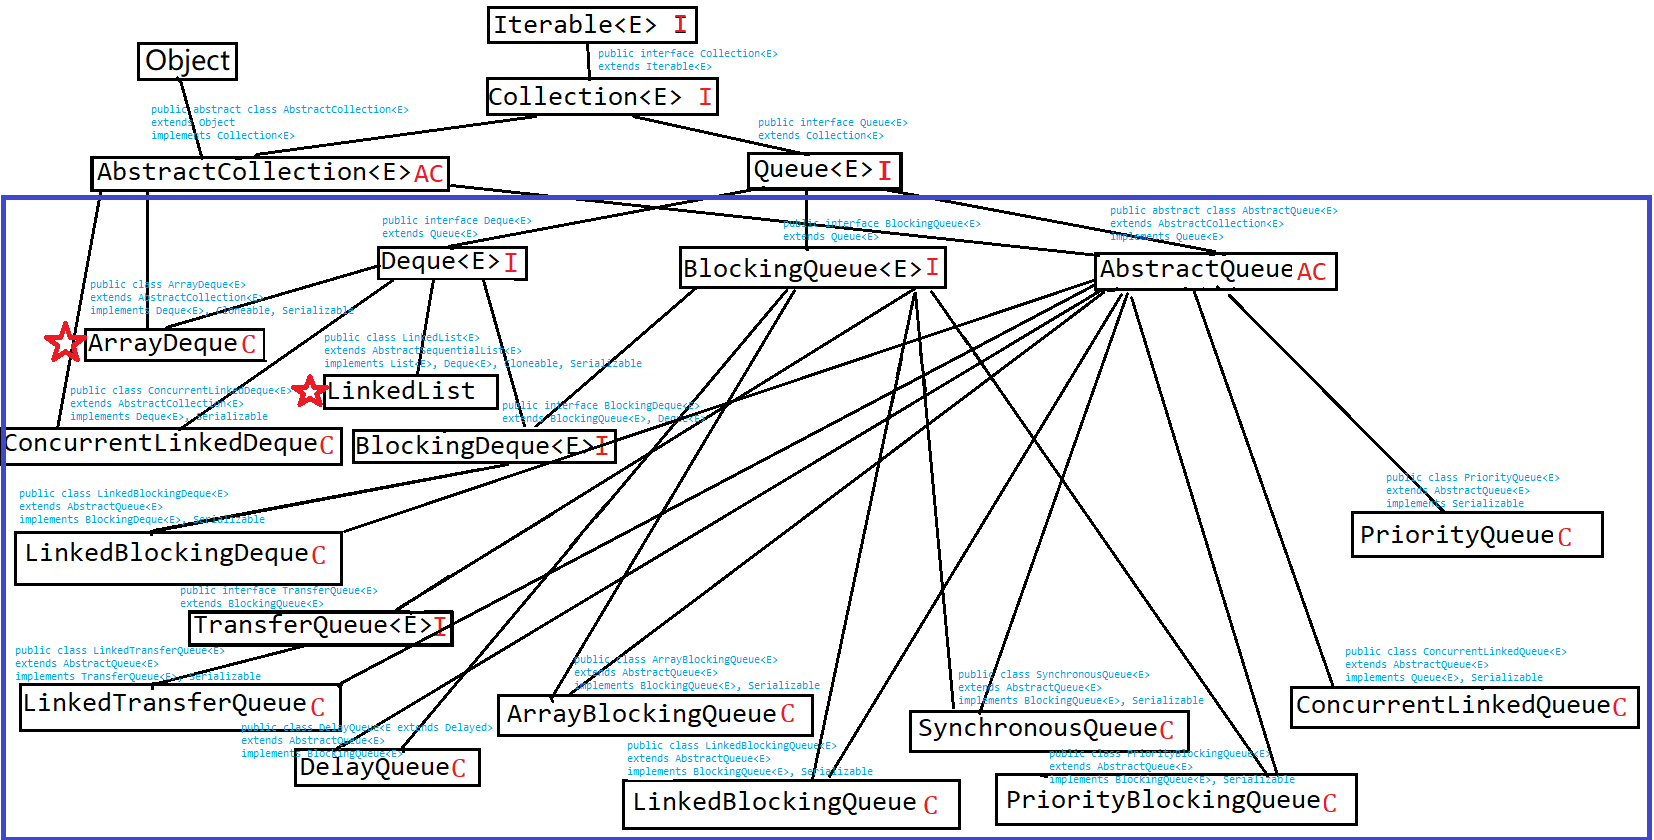 Iterable<E> I
public interface Collection<E>
extends Iterable<E>
Object
Collection<E> I
public abstract class AbstractCollection<E>
extends Object
implements Collection<E>
public interface Queue<E>
extends Collection<E>
AbstractCollection<E> AC
Queue<E> I
public interface Deque<E>
extends Queue<E>
public interface BlockingQueue<E>
extends Queue<E>
public abstract class AbstractQueue<E>
extends AbstractCollection<E>
implements Queue<E>
Deque<E> I
BlockingQueue<E> I
AbstractQueue AC
public class ArrayDeque<E>
extends AbstractCollection<E>
implements Deque<E>, Cloneable, Serializable
ArrayDeque C
public class LinkedList<E>
extends AbstractSequentialList<E>
implements List<E>, Deque<E>, Cloneable, Serializable
LinkedList
public class ConcurrentLinkedDeque<E>
extends AbstractCollection<E>
implements Deque<E>, Serializable
ConcurrentLinkedDeque C
public interface BlockingDeque<E>
extends BlockingQueue<E>, Deque<E>
BlockingDeque<E> I
public class LinkedBlockingDeque<E>
extends AbstractQueue<E>
implements BlockingDeque<E>, Serializable
LinkedBlockingDeque C
public class PriorityQueue<E>
extends AbstractQueue<E>
implements Serializable
PriorityQueue C
public interface TransferQueue<E>
extends BlockingQueue<E>
TransferQueue<E> I
public class LinkedTransferQueue<E>
extends AbstractQueue<E>
implements TransferQueue<E>, Serializable
LinkedTransferQueue C
public class ArrayBlockingQueue<E>
extends AbstractQueue<E>
implements BlockingQueue<E>, Serializable
ArrayBlockingQueue C
public class SynchronousQueue<E>
extends AbstractQueue<E>
implements BlockingQueue<E>, Serializable
SynchronousQueue C
public class ConcurrentLinkedQueue<E>
extends AbstractQueue<E>
implements Queue<E>, Serializable
ConcurrentLinkedQueue C
public class DelayQueue<E extends Delayed>
extends AbstractQueue<E>
implements BlockingQueue<E>
DelayQueue C
public class LinkedBlockingQueue<E>
extends AbstractQueue<E>
implements BlockingQueue<E>, Serializable
LinkedBlockingQueue C
public class PriorityBlockingQueue<E>
extends AbstractQueue<E>
implements BlockingQueue<E>, Serializable
PriorityBlockingQueue C